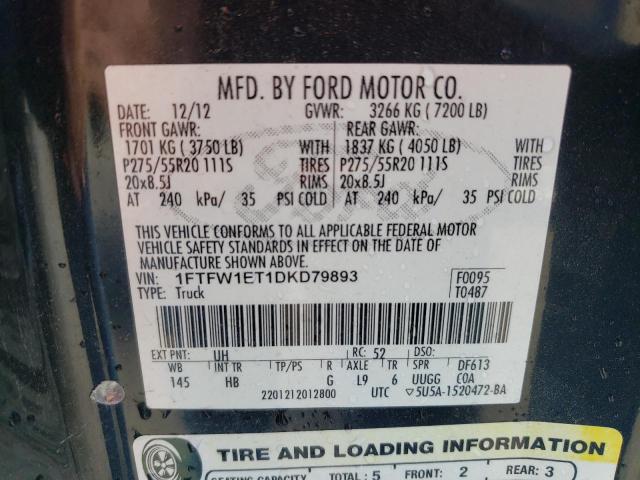 MFD. BY FORD MOTOR CO.
DATE: 12/12 GVWR: 3266 KG ( 7200 LB)
FRONT GAWR: REAR GAWR:
1701 KG ( 3750 LB) WITH 1837 KG ( 4050 LB) WITH
P275/55R20 111S TIRES P275/55R20 111S TIRES
20x8.5J RIMS 20x8.5J RIMS
AT 240 kPa/ 35 PSI COLD AT 240 kPa/ 35 PSI COLD
Ford
THIS VEHICLE CONFORMS TO ALL APPLICABLE FEDERAL MOTOR
VEHICLE SAFETY STANDARDS IN EFFECT ON THE DATE OF
MANUFACTURE SHOWN ABOVE.
VIN: 1FTFW1ET1DKD79893 F0095
TYPE: Truck T0487
EXT PNT: UH RC: 52 DSO:
WB INT TR TP/PS R AXLE TR SPR DF613
145 HB G L9 6 UUGG COA
2201212012800 UTC ▽5U5A-1520472-BA
TIRE AND LOADING INFORMATION
SEATING CAPACITY TOTAL: 5 FRONT: 2 REAR: 3